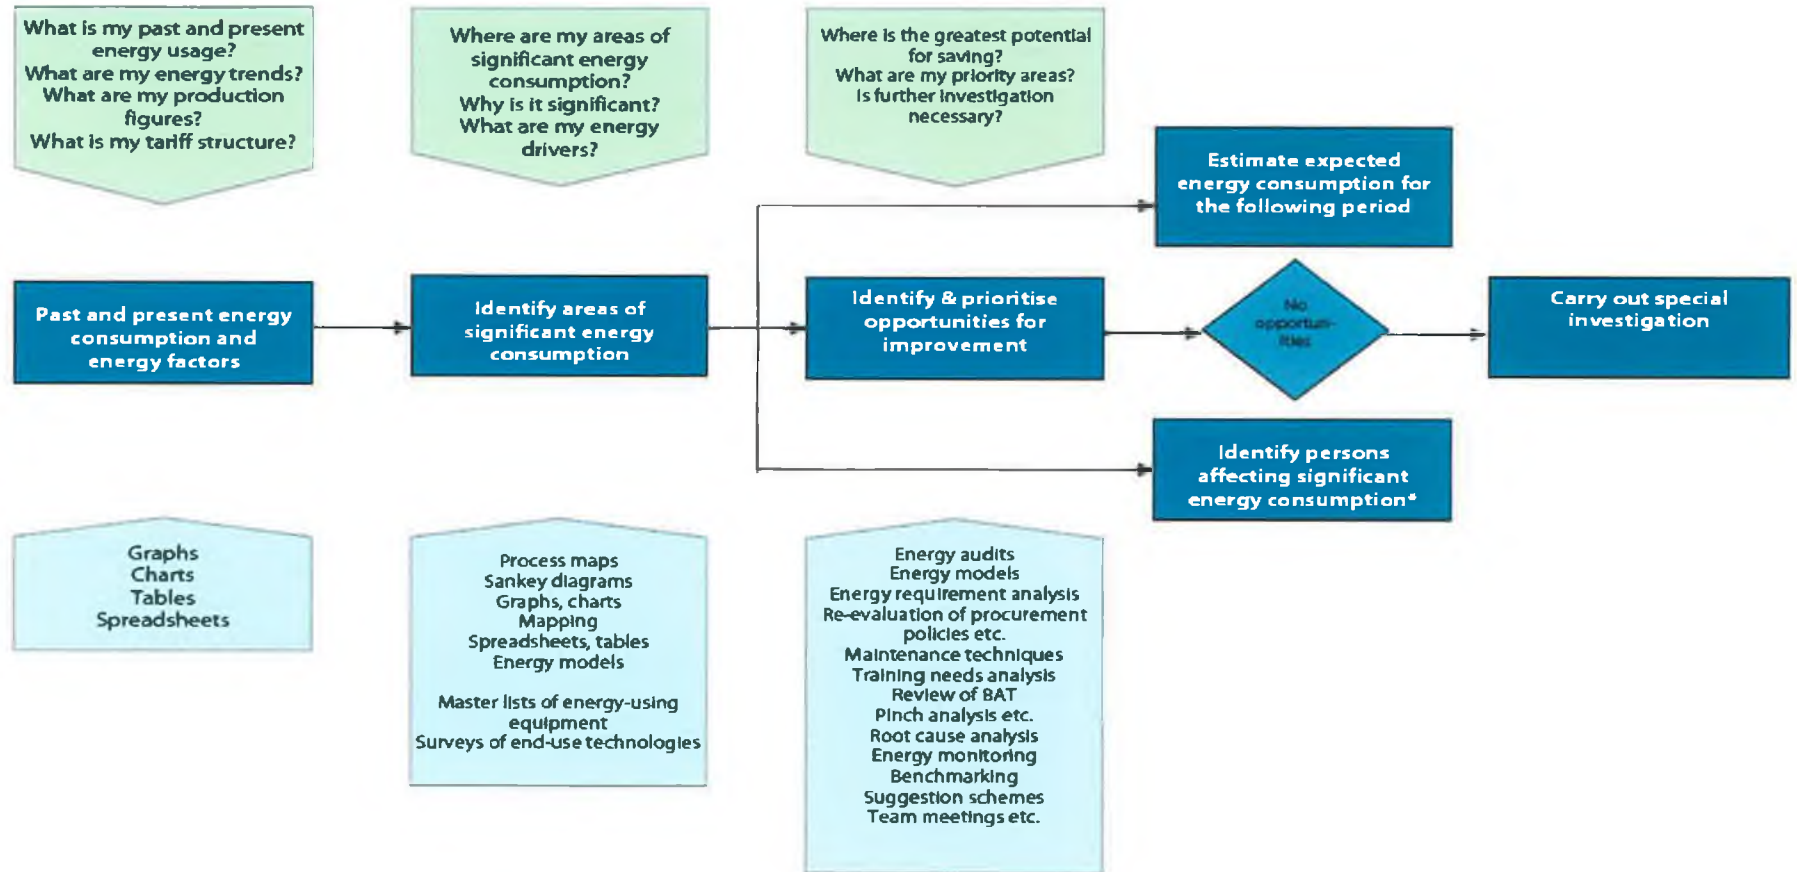 What is my past and present
energy usage?
What are my energy trends?
What are my production
figures?
What is my tariff structure?
Where are my areas of
significant energy
consumption?
Why is it significant?
What are my energy
drivers?
Where is the greatest potential
for saving?
What are my priority areas?
Is further investigation
necessary?
Estimate expected
energy consumption for
the following period
Past and present energy
consumption and
energy factors
Identify areas of
significant energy
consumption
Identify & prioritise
opportunities for
improvement
No
opportuni-
ities
Carry out special
investigation
Identify persons
affecting significant
energy consumption*
Graphs
Charts
Tables
Spreadsheets
Process maps
Sankey diagrams
Graphs, charts
Mapping
Spreadsheets, tables
Energy models
Master lists of energy-using
equipment
Surveys of end-use technologies
Energy audits
Energy models
Energy requirement analysis
Re-evaluation of procurement
policies etc.
Maintenance techniques
Training needs analysis
Review of BAT
Pinch analysis etc.
Root cause analysis
Energy monitoring
Benchmarking
Suggestion schemes
Team meetings etc.